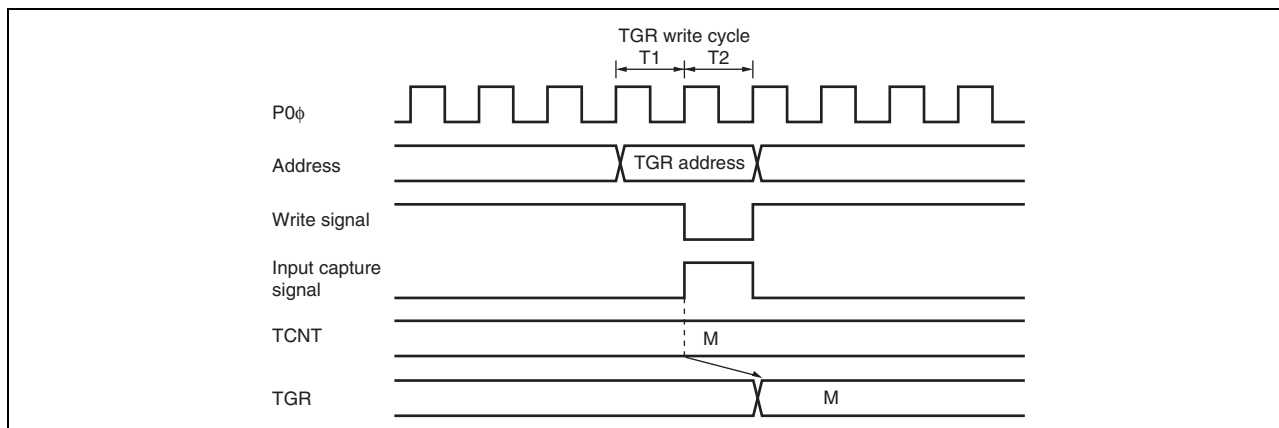 TGR write cycle
T1 T2
P0ϕ
Address
TGR address
Write signal
Input capture
signal
TCNT
M
TGR
M